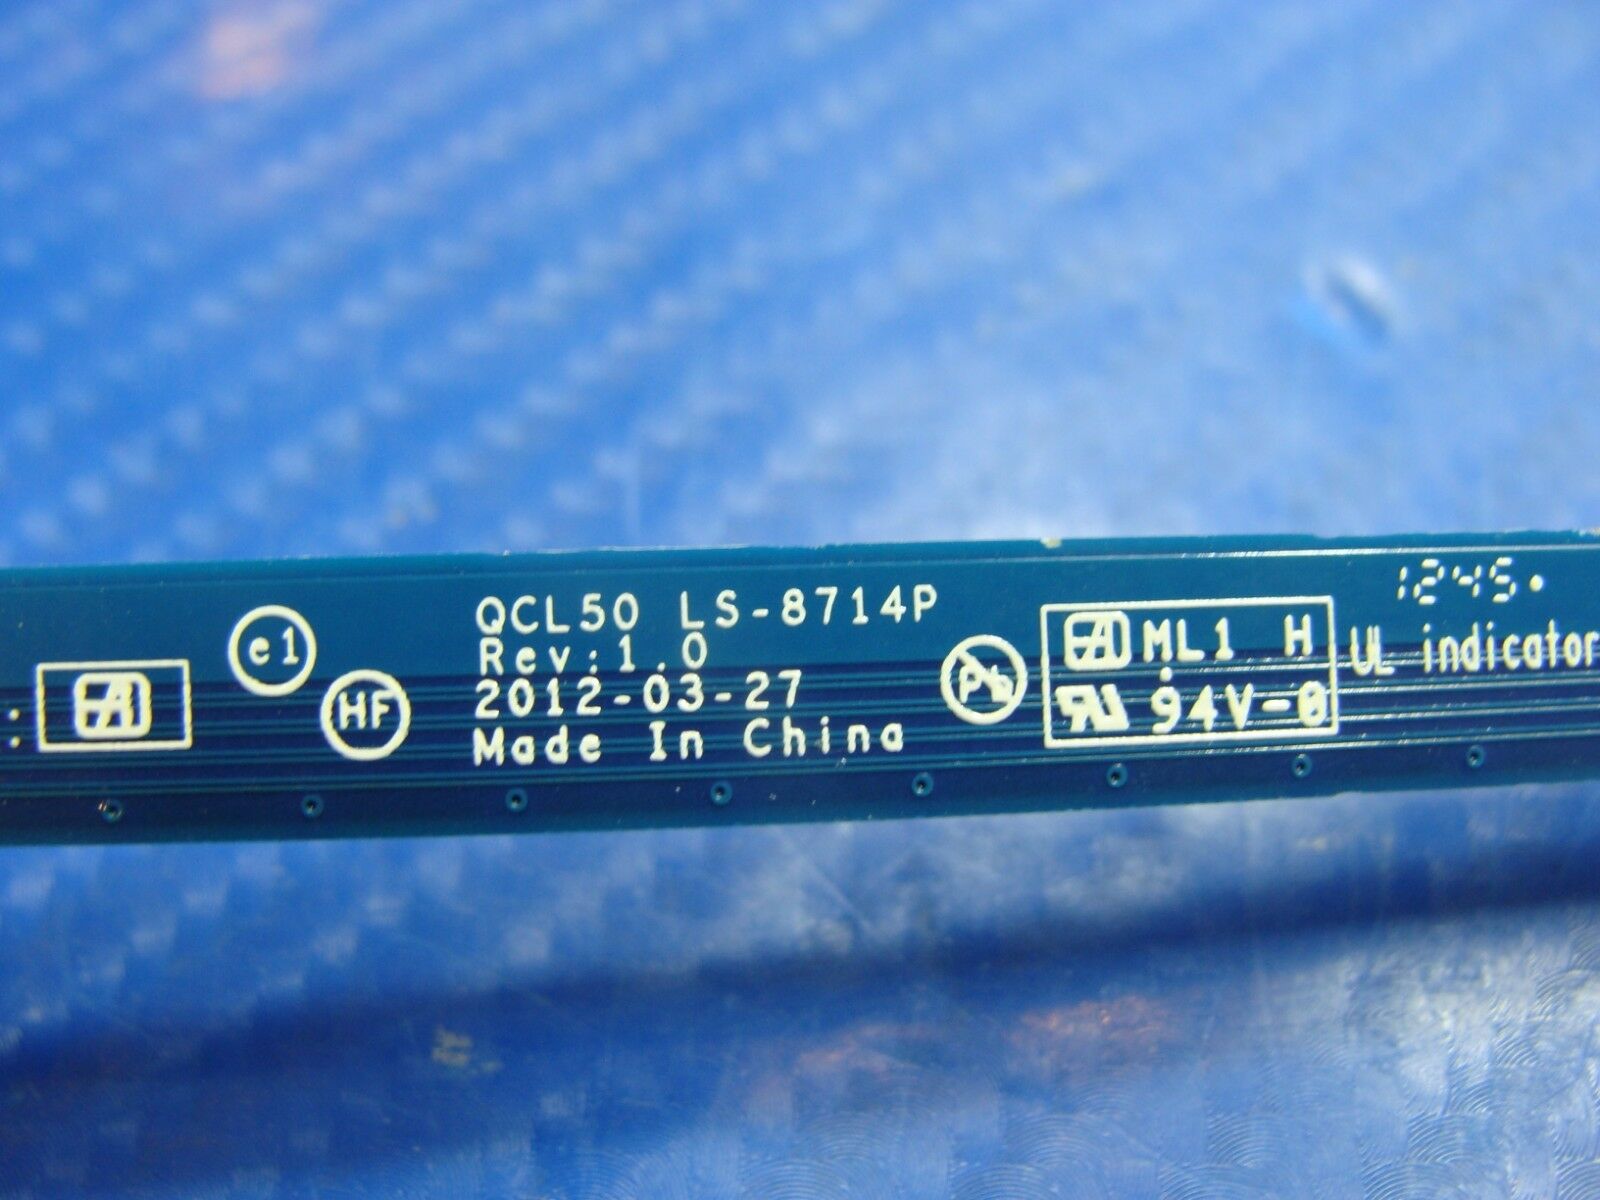 :
e1
HF
QCL50 LS-8714P
Rev:1.0
2012-03-27
Made In China
Pb
ML1 H
94V-0
1245.
UL indicator